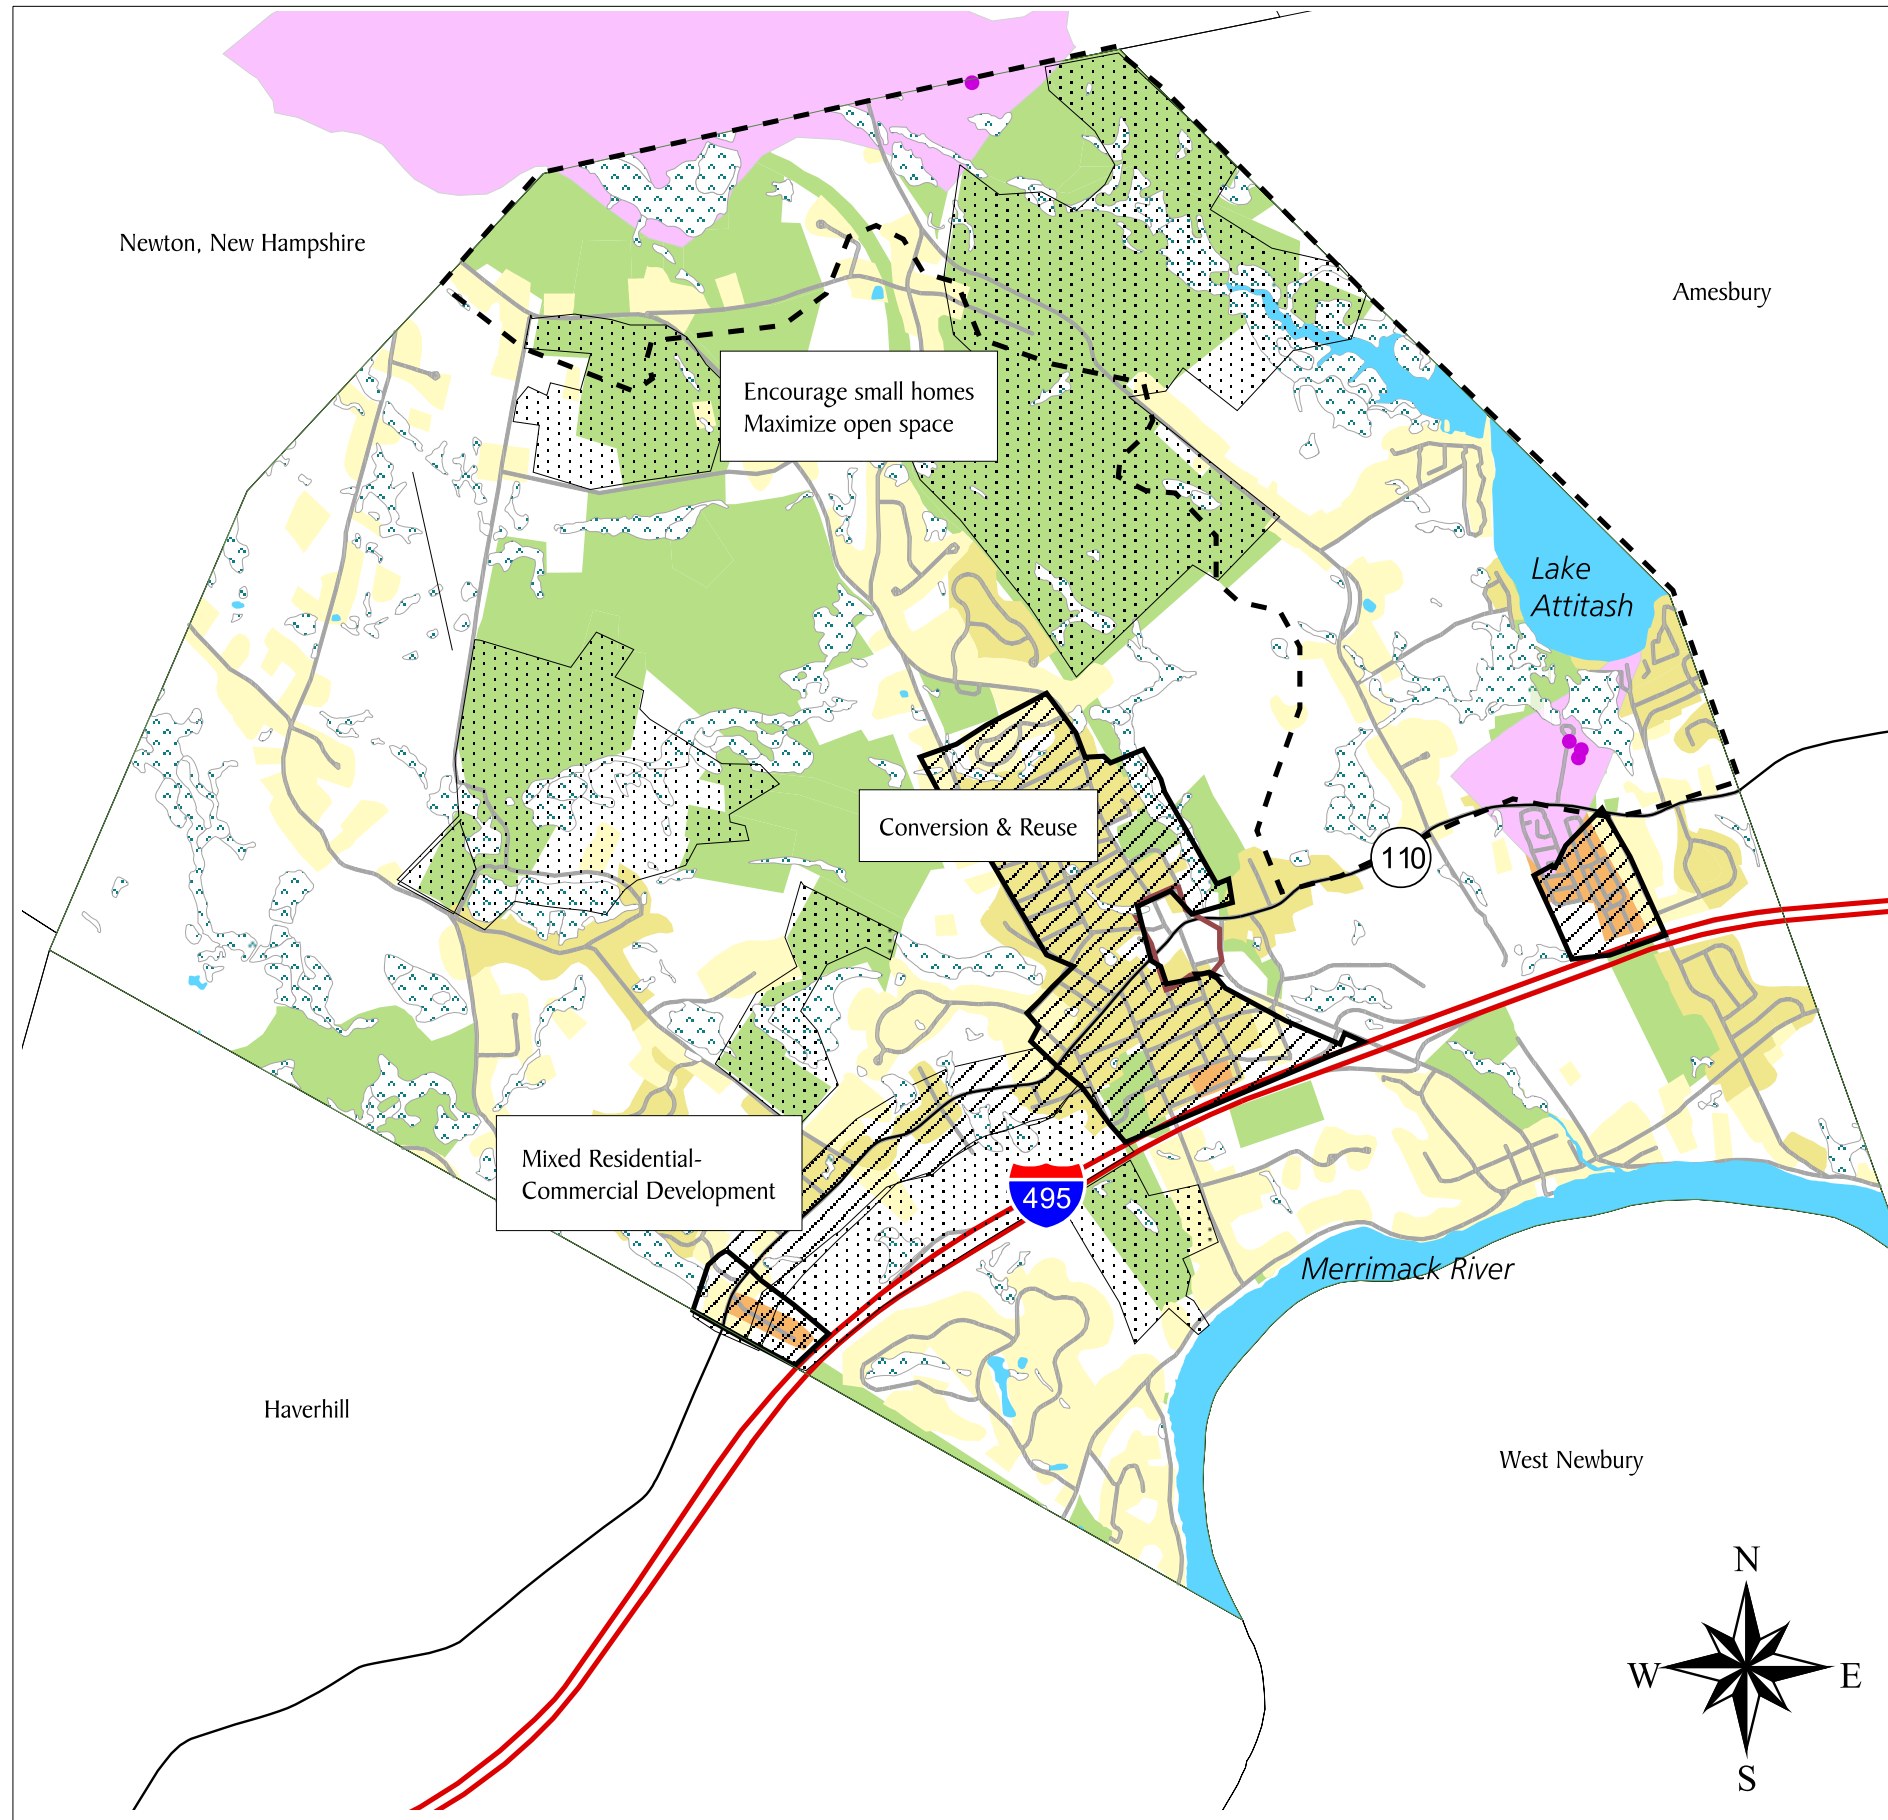 Newton, New Hampshire
Amesbury
Encourage small homes
Maximize open space
Lake
Attitash
Conversion & Reuse
110
Mixed Residential-
Commercial Development
495
Merrimack River
Haverhill
West Newbury
N
W
E
S